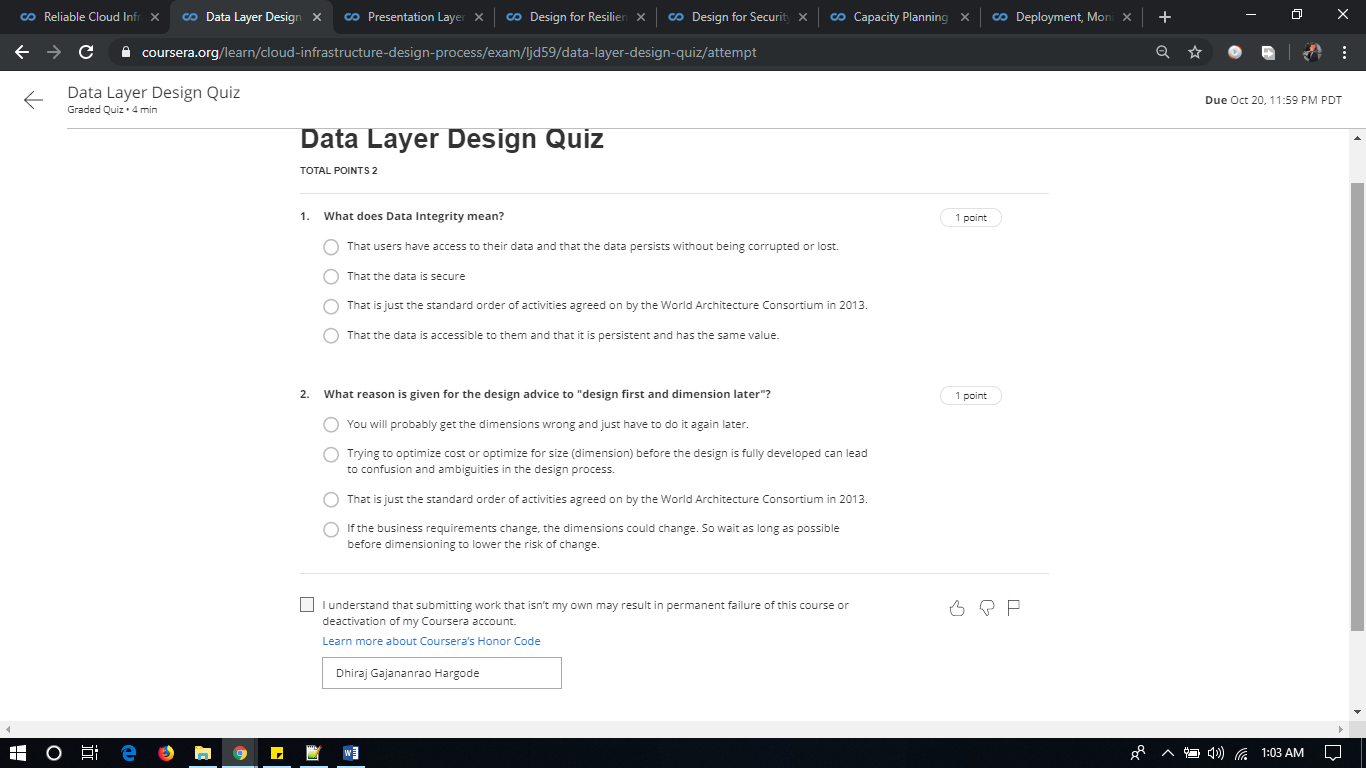 Reliable Cloud Infr
Data Layer Design
Presentation Layer
Design for Resilien
Design for Security
Capacity Planning
Deployment, Mon
coursera.org/learn/cloud-infrastructure-design-process/exam/ljd59/data-layer-design-quiz/attempt
Data Layer Design Quiz
Graded Quiz • 4 min
Due Oct 20, 11:59 PM PDT
Data Layer Design Quiz
TOTAL POINTS 2
1. What does Data Integrity mean?
1 point
That users have access to their data and that the data persists without being corrupted or lost.
That the data is secure
That is just the standard order of activities agreed on by the World Architecture Consortium in 2013.
That the data is accessible to them and that it is persistent and has the same value.
2. What reason is given for the design advice to "design first and dimension later"?
1 point
You will probably get the dimensions wrong and just have to do it again later.
Trying to optimize cost or optimize for size (dimension) before the design is fully developed can lead
to confusion and ambiguities in the design process.
That is just the standard order of activities agreed on by the World Architecture Consortium in 2013.
If the business requirements change, the dimensions could change. So wait as long as possible
before dimensioning to lower the risk of change.
I understand that submitting work that isn't my own may result in permanent failure of this course or
deactivation of my Coursera account.
Learn more about Coursera's Honor Code
Dhiraj Gajananrao Hargode
1:03 AM